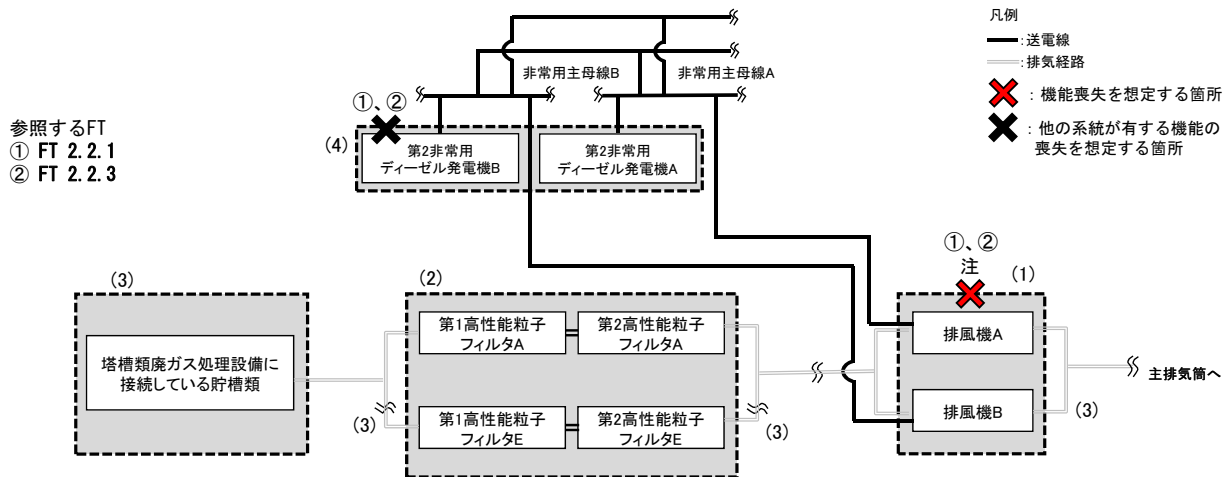 凡例
:送電線
:排気経路
:機能喪失を想定する箇所
:他の系統が有する機能の
喪失を想定する箇所
非常用主母線B
非常用主母線A
①、②
参照するFT
① FT 2.2.1
② FT 2.2.3
(4)
第2非常用
ディーゼル発電機B
第2非常用
ディーゼル発電機A
①、②
注
(1)
(3)
(2)
塔槽類廃ガス処理設備に
接続している貯槽類
第1高性能粒子
フィルタA
第2高性能粒子
フィルタA
排風機A
主排気筒へ
(3)
第1高性能粒子
フィルタE
第2高性能粒子
フィルタE
(3)
排風機B
(3)